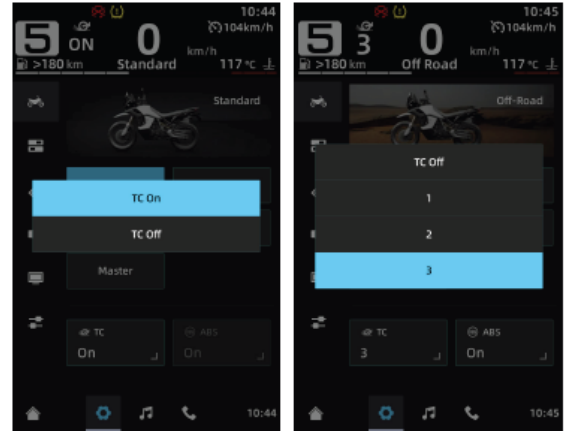 10:44
5 ON 0 km/h 104km/h
>180 km Standard 117 °C
Standard
TC On
TC Off
Master
TC
On
ABS
On
10:44
10:45
5 3 0 km/h 104km/h
>180 km Off Road 117 °C
Off-Road
TC Off
1
2
3
TC
3
ABS
On
10:45